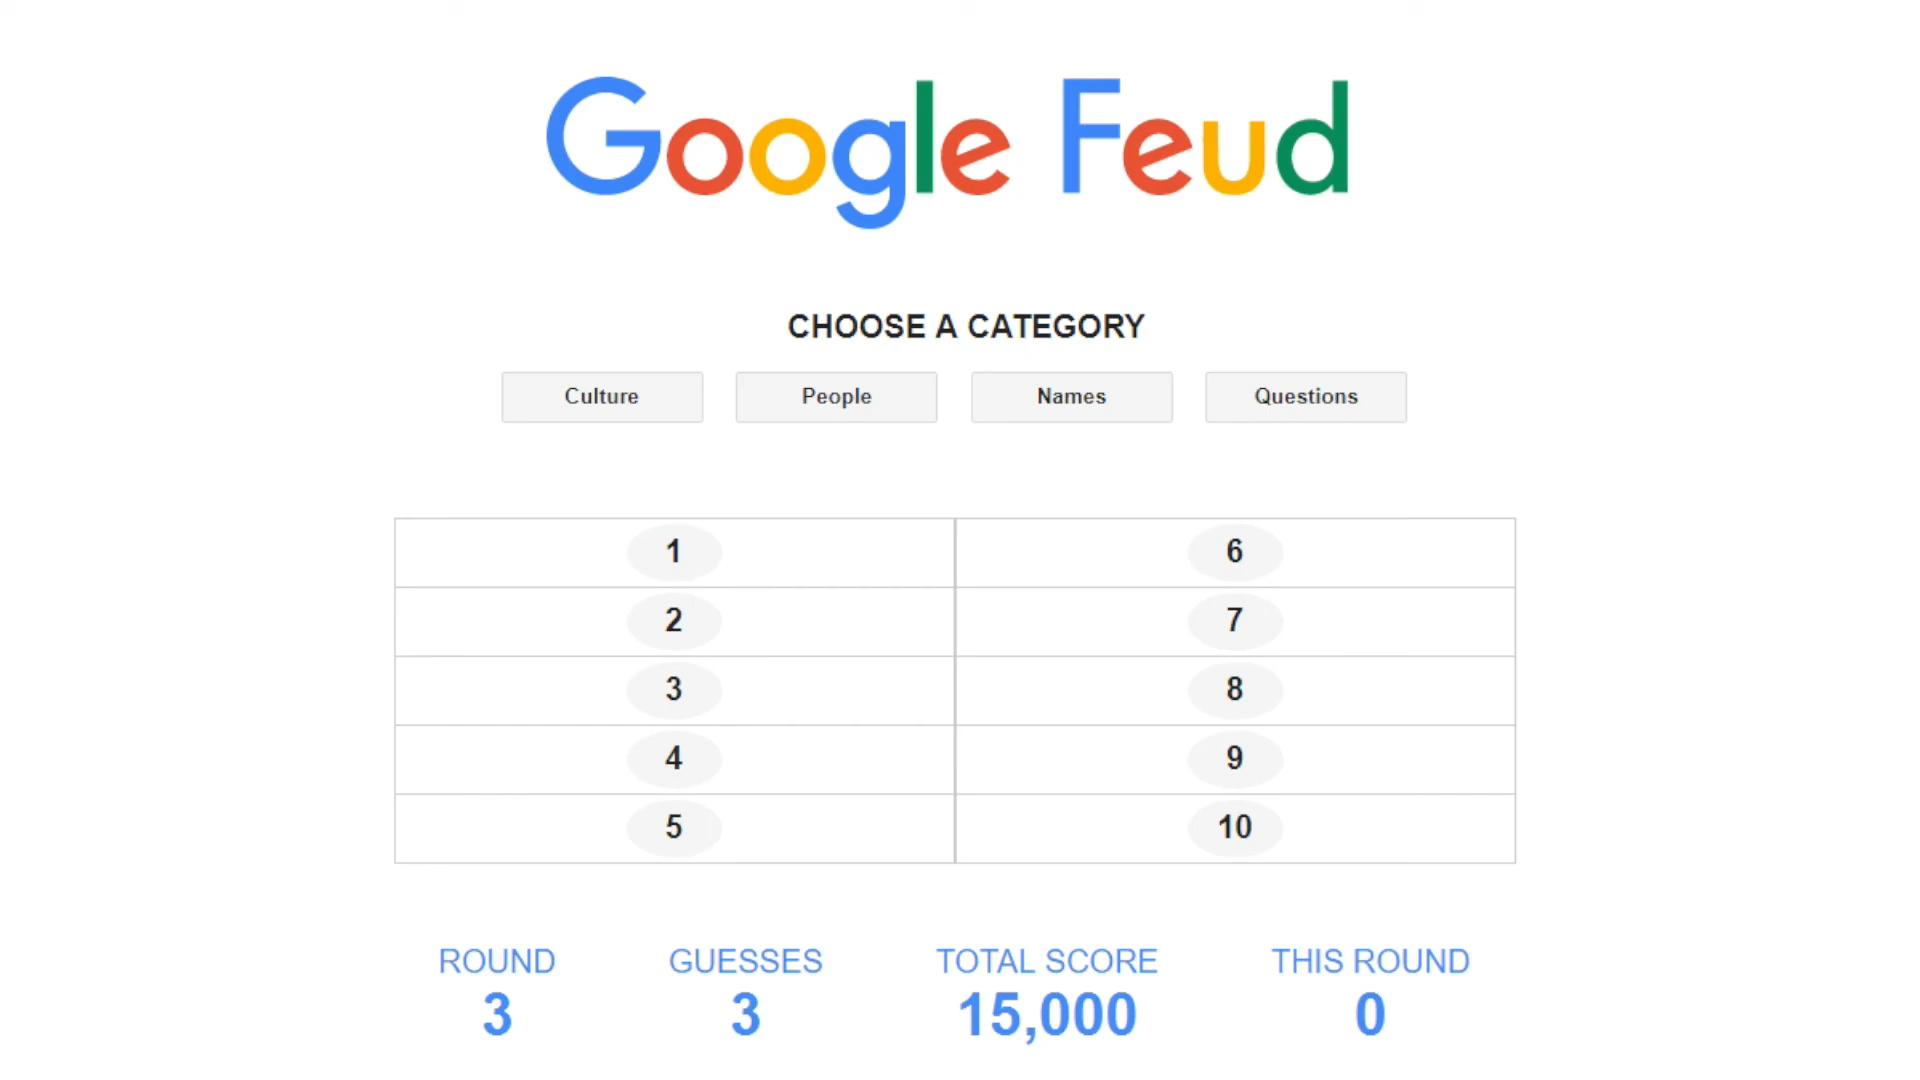 Google Feud
CHOOSE A CATEGORY
Culture People Names Questions
1 6
2 7
3 8
4 9
5 10
ROUND GUESSES TOTAL SCORE THIS ROUND
3 3 15,000 0